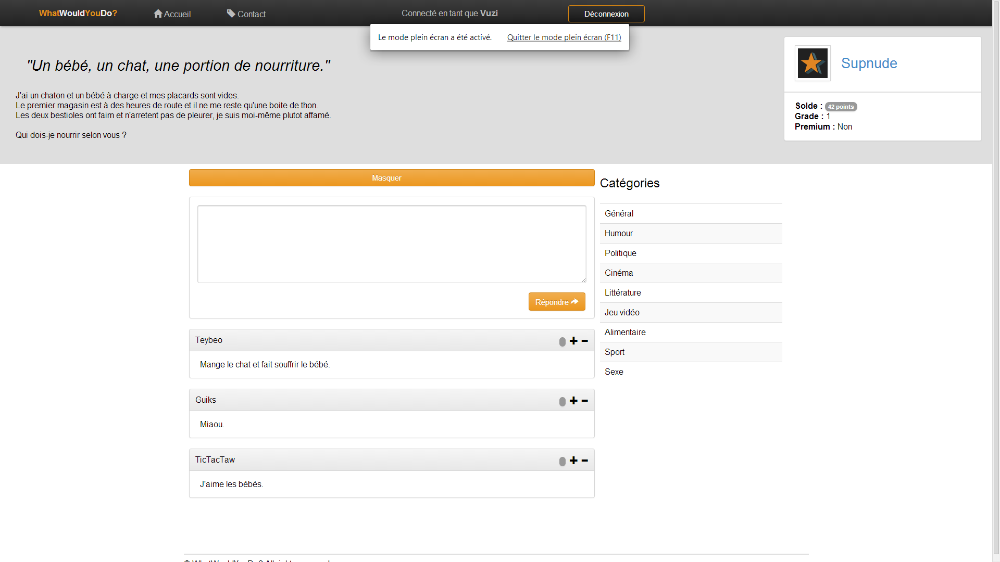 WhatWouldYouDo?
Accueil
Contact
Connecté en tant que Vuzi
Déconnexion
Le mode plein écran a été activé. Quitter le mode plein écran (F11)
"Un bébé, un chat, une portion de nourriture."
J'ai un chaton et un bébé à charge et mes placards sont vides.
Le premier magasin est à des heures de route et il ne me reste qu'une boite de thon.
Les deux bestioles ont faim et n'arretent pas de pleurer, je suis moi-même plutot affamé.
Qui dois-je nourrir selon vous ?
Supnude
Solde : 42 points
Grade : 1
Premium : Non
Masquer
Répondre
Teybeo
Mange le chat et fait souffrir le bébé.
Guiks
Miaou.
TicTacTaw
J'aime les bébés.
Catégories
Général
Humour
Politique
Cinéma
Littérature
Jeu vidéo
Alimentaire
Sport
Sexe